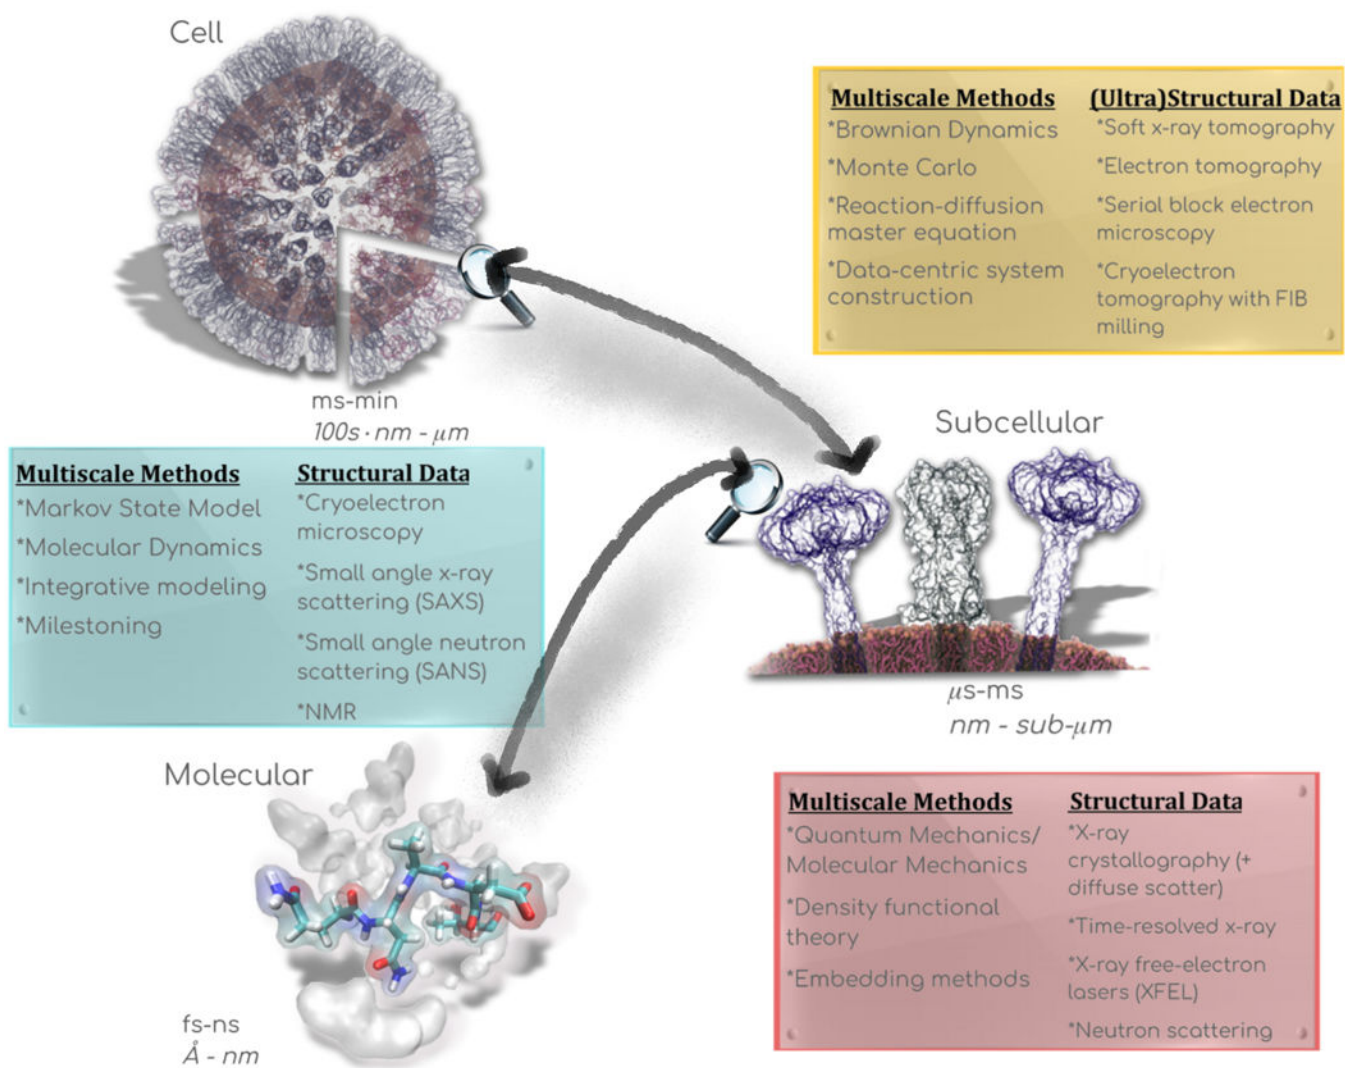 Cell
ms-min
100s · nm - μm
Multiscale Methods
*Brownian Dynamics
*Monte Carlo
*Reaction-diffusion
master equation
*Data-centric system
construction
(Ultra)Structural Data
*Soft x-ray tomography
*Electron tomography
*Serial block electron
microscopy
*Cryoelectron
tomography with FIB
milling
Subcellular
μs-ms
nm - sub-μm
Multiscale Methods
*Markov State Model
*Molecular Dynamics
*Integrative modeling
*Milestoning
Structural Data
*Cryoelectron
microscopy
*Small angle x-ray
scattering (SAXS)
*Small angle neutron
scattering (SANS)
*NMR
Molecular
fs-ns
Å - nm
Multiscale Methods
*Quantum Mechanics/
Molecular Mechanics
*Density functional
theory
*Embedding methods
Structural Data
*X-ray
crystallography (+
diffuse scatter)
*Time-resolved x-ray
*X-ray free-electron
lasers (XFEL)
*Neutron scattering